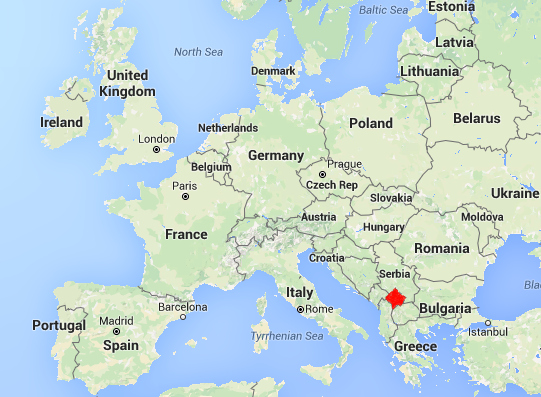 Baltic Sea
Estonia
Latvia
North Sea
Denmark
Lithuania
United
Kingdom
Ireland
Netherlands
Poland
Belarus
London
Belgium
Germany
Prague
Czech Rep
Paris
Ukraine
Slovakia
Moldova
Austria
France
Hungary
Romania
Croatia
Serbia
Bla
Italy
Barcelona
Rome
Bulgaria
Portugal
Madrid
Spain
Tyrrhenian Sea
Istanbul
Greece